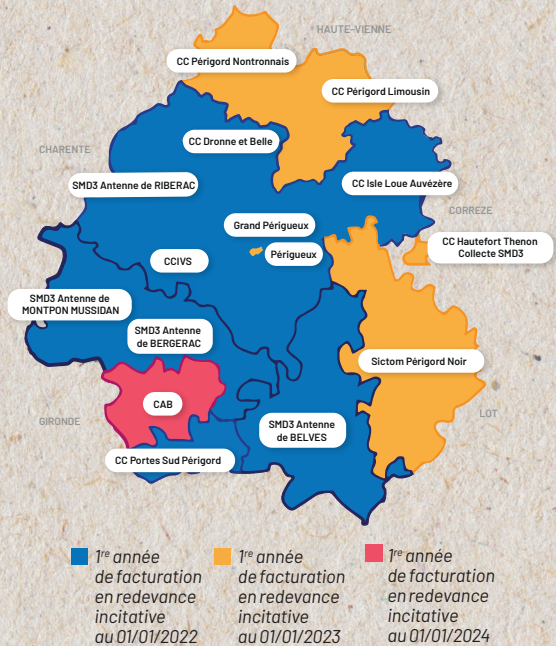 HAUTE-VIENNE
CC Périgord Nontronnais
CC Périgord Limousin
CC Dronne et Belle
CHARENTE
SMD3 Antenne de RIBERAC
CC Isle Loue Auvézère
CORREZE
Grand Périgueux
CC Hautefort Thenon
Collecte SMD3
Périgueux
CCIVS
SMD3 Antenne de
MONTPON MUSSIDAN
SMD3 Antenne
de BERGERAC
Sictom Périgord Noir
CAB
LOT
GIRONDE
SMD3 Antenne
de BELVES
CC Portes Sud Périgord
1re année
de facturation
en redevance
incitative
au 01/01/2022
1re année
de facturation
en redevance
incitative
au 01/01/2023
1re année
de facturation
en redevance
incitative
au 01/01/2024